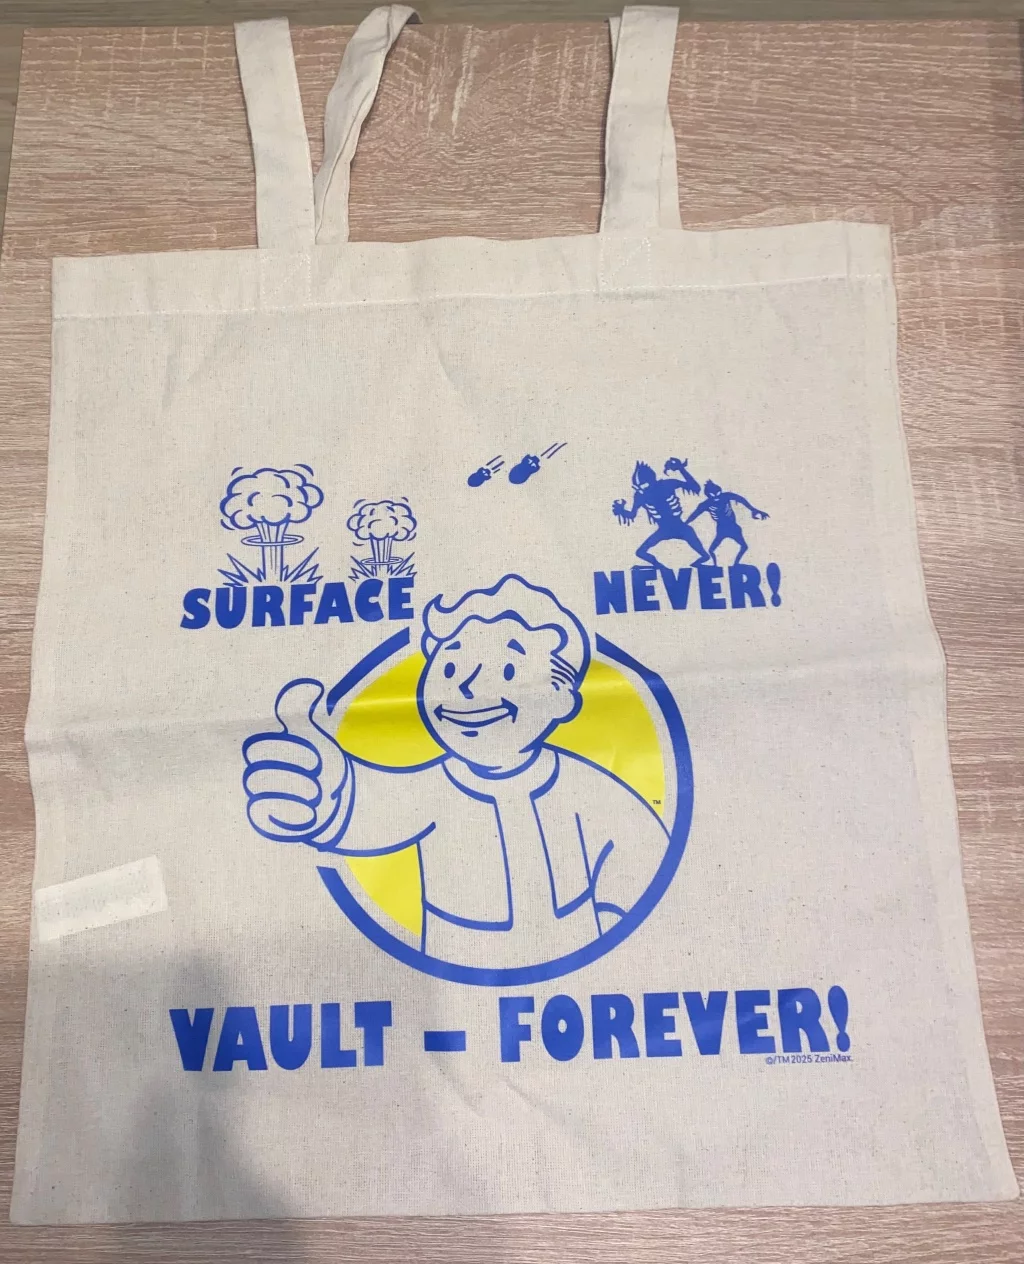 SURFACE NEVER!
TM
VAULT – FOREVER!
©/TM 2025 ZeniMax.